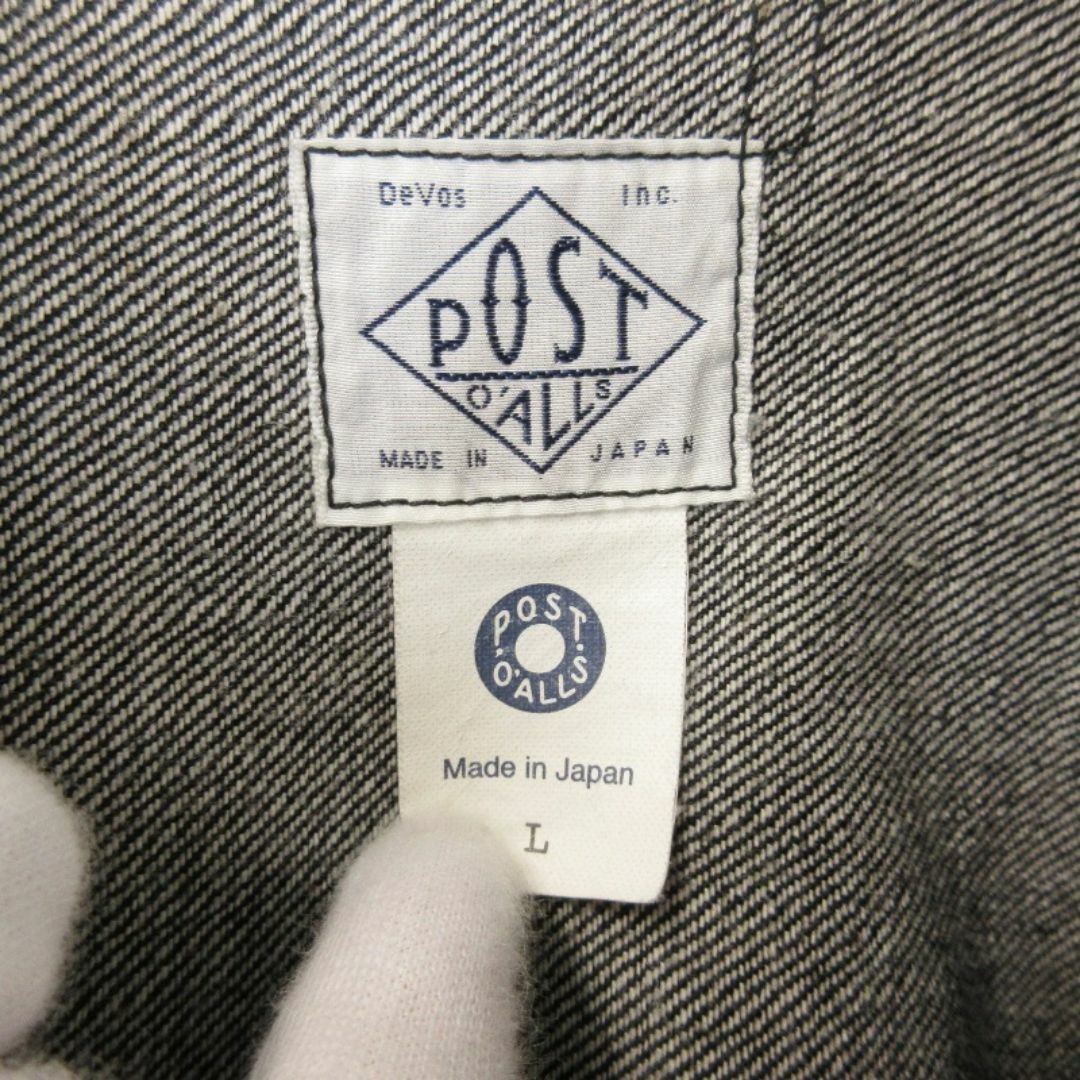 DeVos Inc.
POST
O'ALLS
MADE IN JAPAN
POST
O'ALLS
Made in Japan
L